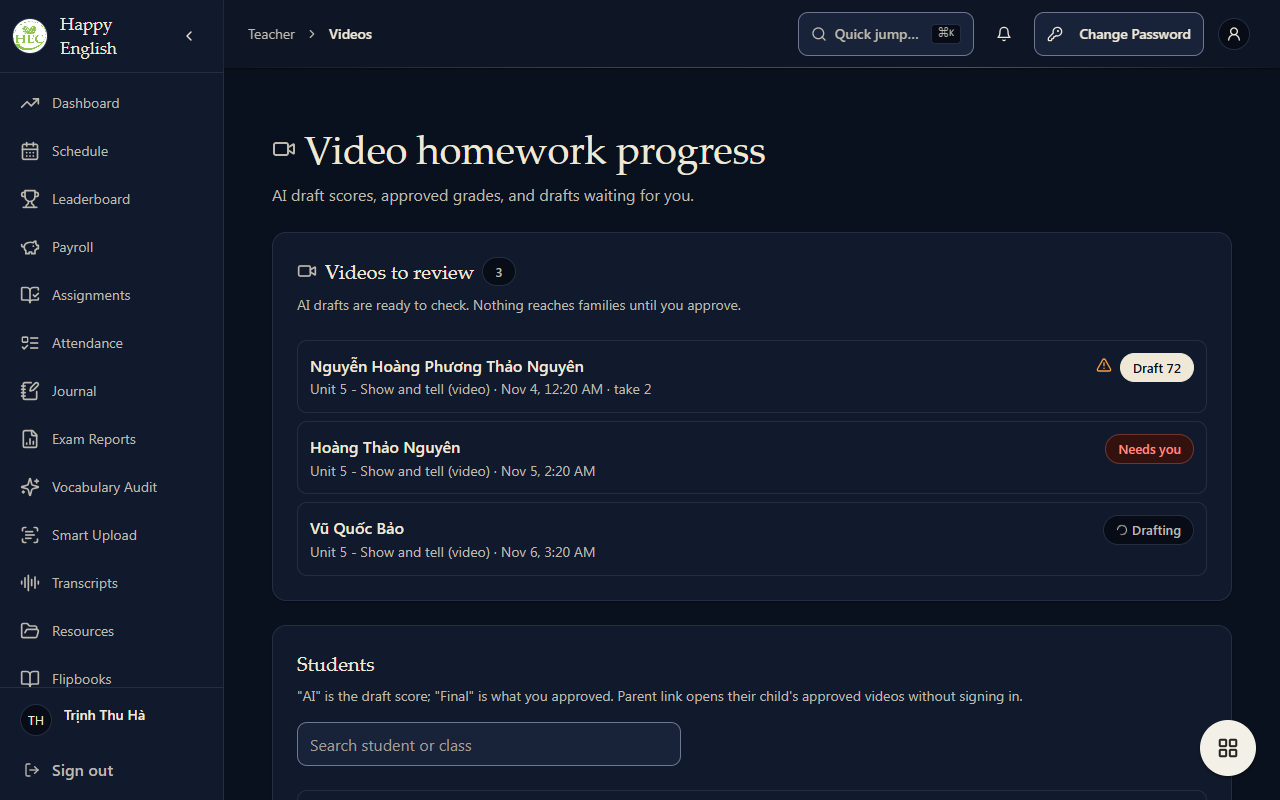 HEC
Happy
English
Dashboard
Schedule
Leaderboard
Payroll
Assignments
Attendance
Journal
Exam Reports
Vocabulary Audit
Smart Upload
Transcripts
Resources
Flipbooks
TH
Trịnh Thu Hà
Sign out
Teacher > Videos
Quick jump... ⌘K
Change Password
Video homework progress
AI draft scores, approved grades, and drafts waiting for you.
Videos to review 3
AI drafts are ready to check. Nothing reaches families until you approve.
Nguyễn Hoàng Phương Thảo Nguyên
Unit 5 - Show and tell (video) · Nov 4, 12:20 AM · take 2
Draft 72
Hoàng Thảo Nguyên
Unit 5 - Show and tell (video) · Nov 5, 2:20 AM
Needs you
Vũ Quốc Bảo
Unit 5 - Show and tell (video) · Nov 6, 3:20 AM
Drafting
Students
"AI" is the draft score; "Final" is what you approved. Parent link opens their child's approved videos without signing in.
Search student or class